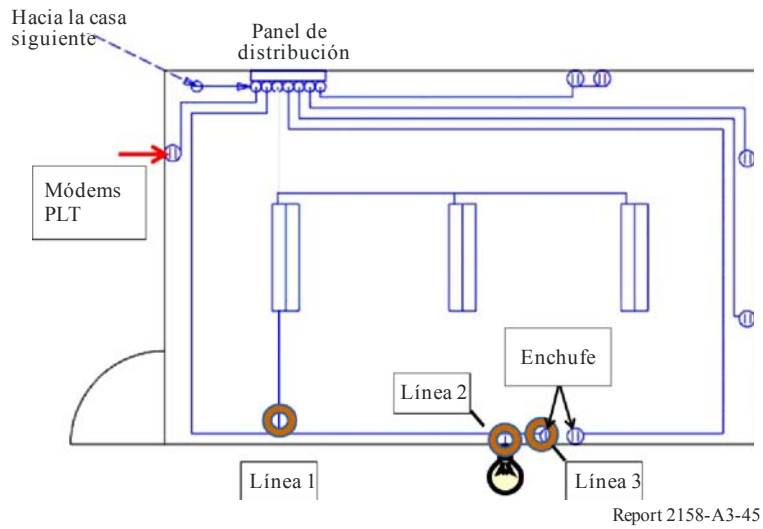 Hacia la casa
siguiente
Panel de
distribución
Módems
PLT
Enchufe
Línea 2
Línea 1
Línea 3
Report 2158-A3-45